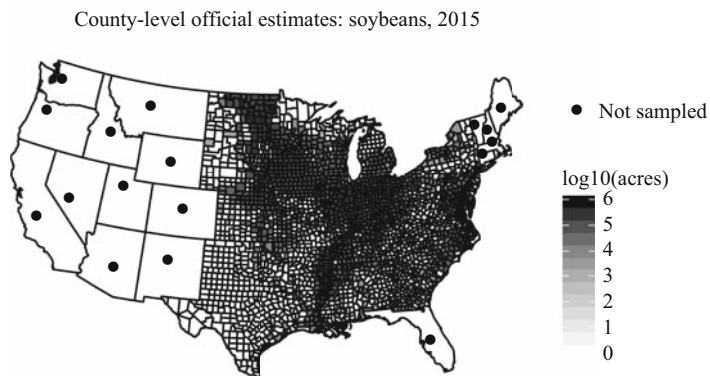 County-level official estimates: soybeans, 2015
Not sampled
log10(acres)
6
5
4
3
2
1
0